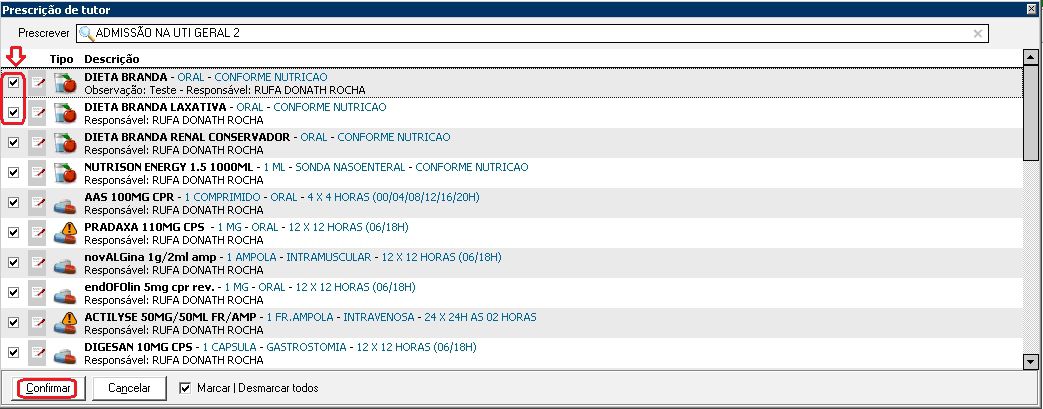 Prescrição de tutor
Prescrever ADMISSÃO NA UTI GERAL 2
Tipo Descrição
DIETA BRANDA - ORAL - CONFORME NUTRICAO
Observação: Teste - Responsável: RUFA DONATH ROCHA
DIETA BRANDA LAXATIVA - ORAL - CONFORME NUTRICAO
Responsável: RUFA DONATH ROCHA
DIETA BRANDA RENAL CONSERVADOR - ORAL - CONFORME NUTRICAO
Responsável: RUFA DONATH ROCHA
NUTRISON ENERGY 1.5 1000ML - 1 ML - SONDA NASOENTERAL - CONFORME NUTRICAO
Responsável: RUFA DONATH ROCHA
AAS 100MG CPR - 1 COMPRIMIDO - ORAL - 4 X 4 HORAS (00/04/08/12/16/20H)
Responsável: RUFA DONATH ROCHA
PRADAXA 110MG CPS - 1 MG - ORAL - 12 X 12 HORAS (06/18H)
Responsável: RUFA DONATH ROCHA
novALGina 1g/2ml amp - 1 AMPOLA - INTRAMUSCULAR - 12 X 12 HORAS (06/18H)
Responsável: RUFA DONATH ROCHA
endOFOlin 5mg cpr rev. - 1 MG - ORAL - 12 X 12 HORAS (06/18H)
Responsável: RUFA DONATH ROCHA
ACTILYSE 50MG/50ML FR/AMP - 1 FR.AMPOLA - INTRAVENOSA - 24 X 24H AS 02 HORAS
Responsável: RUFA DONATH ROCHA
DIGESAN 10MG CPS - 1 CAPSULA - GASTROSTOMIA - 12 X 12 HORAS (06/18H)
Responsável: RUFA DONATH ROCHA
Confirmar Cancelar Marcar | Desmarcar todos